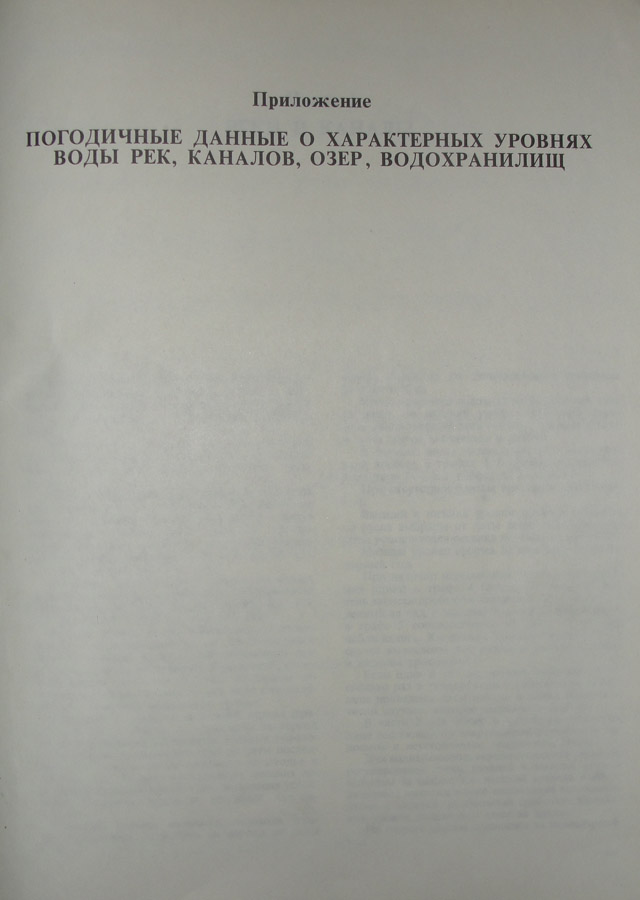 Приложение
ПОГОДИЧНЫЕ ДАННЫЕ О ХАРАКТЕРНЫХ УРОВНЯХ
ВОДЫ РЕК, КАНАЛОВ, ОЗЕР, ВОДОХРАНИЛИЩ